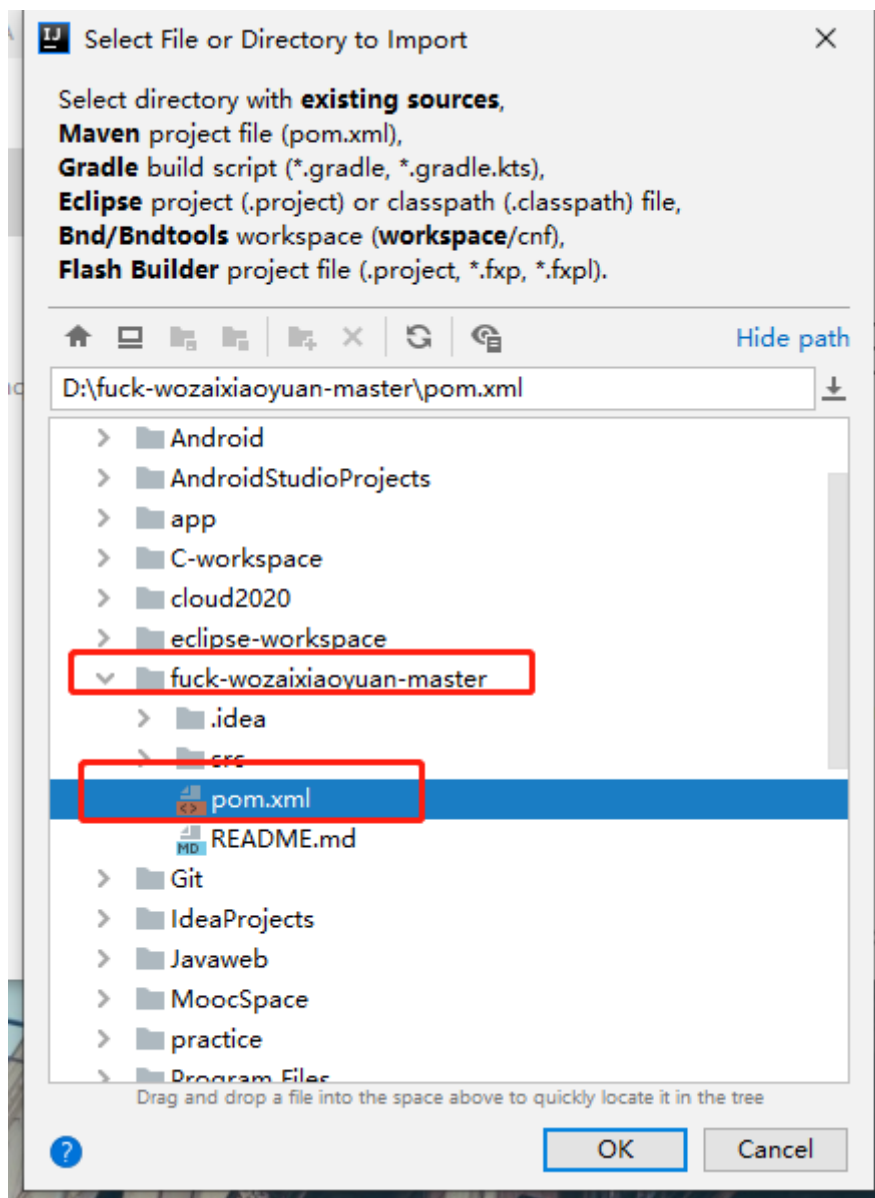 IJ Select File or Directory to Import
Select directory with existing sources,
Maven project file (pom.xml),
Gradle build script (*.gradle, *.gradle.kts),
Eclipse project (.project) or classpath (.classpath) file,
Bnd/Bndtools workspace (workspace/cnf),
Flash Builder project file (.project, *.fxp, *.fxpl).
Hide path
D:\fuck-wozaixiaoyuan-master\pom.xml
Android
AndroidStudioProjects
app
C-workspace
cloud2020
eclipse-workspace
fuck-wozaixiaoyuan-master
.idea
src
pom.xml
MD README.md
Git
IdeaProjects
Javaweb
MoocSpace
practice
Program Files
Drag and drop a file into the space above to quickly locate it in the tree
? OK Cancel